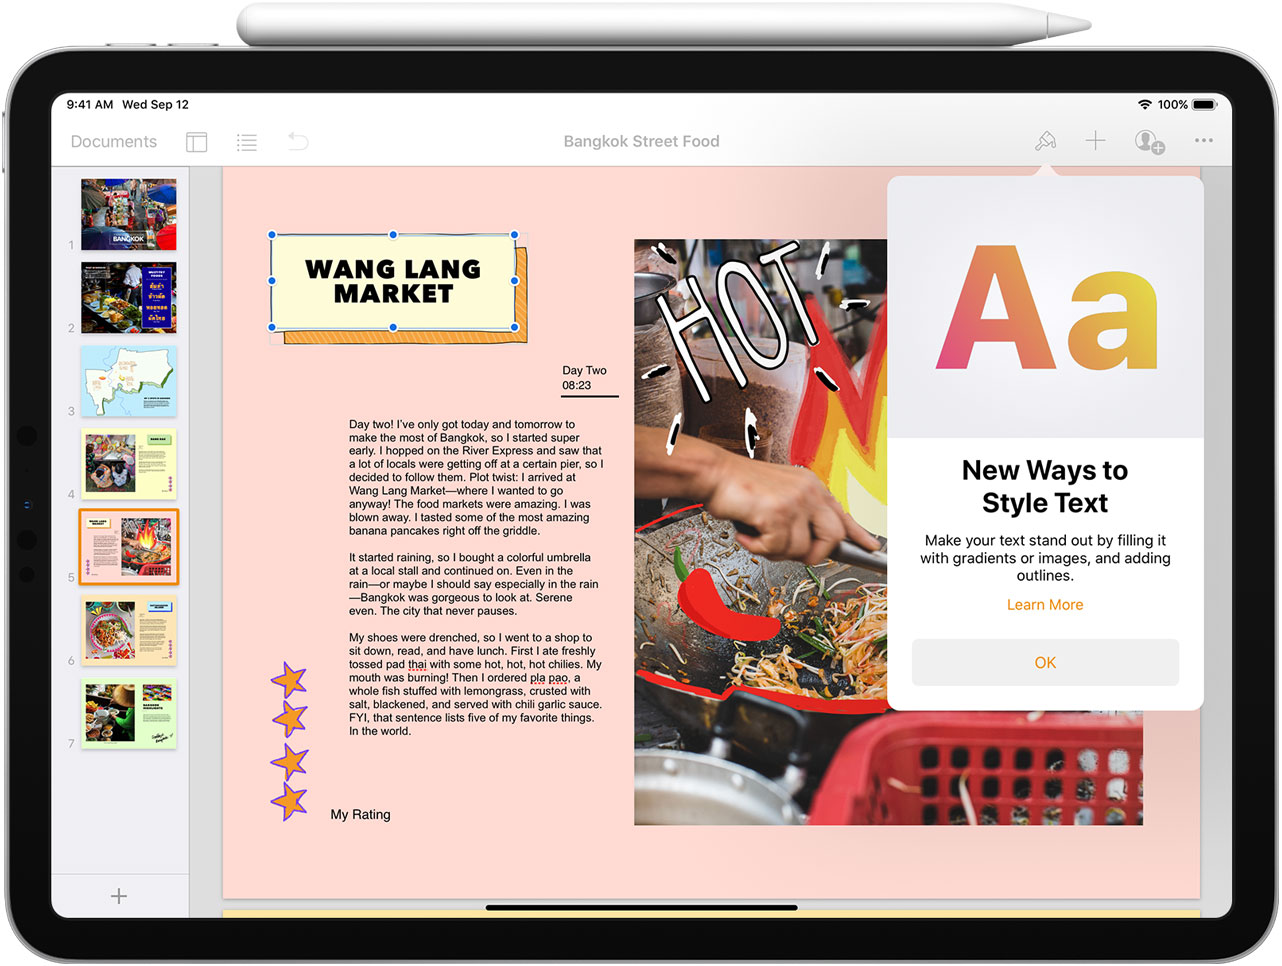 9:41 AM Wed Sep 12
100%
Documents
Bangkok Street Food
1
BANGKOK
2
3
4
5
6
7
WANG LANG
MARKET
Day Two
08:23
Day two! I've only got today and tomorrow to
make the most of Bangkok, so I started super
early. I hopped on the River Express and saw that
a lot of locals were getting off at a certain pier, so I
decided to follow them. Plot twist: I arrived at
Wang Lang Market—where I wanted to go
anyway! The food markets were amazing. I was
blown away. I tasted some of the most amazing
banana pancakes right off the griddle.
It started raining, so I bought a colorful umbrella
at a local stall and continued on. Even in the
rain—or maybe I should say especially in the rain
—Bangkok was gorgeous to look at. Serene
even. The city that never pauses.
My shoes were drenched, so I went to a shop to
sit down, read, and have lunch. First I ate freshly
tossed pad thai with some hot, hot, hot chilies. My
mouth was burning! Then I ordered pla pao, a
whole fish stuffed with lemongrass, crusted with
salt, blackened, and served with chili garlic sauce.
FYI, that sentence lists five of my favorite things.
In the world.
My Rating
HOT
Aa
New Ways to
Style Text
Make your text stand out by filling it
with gradients or images, and adding
outlines.
Learn More
OK